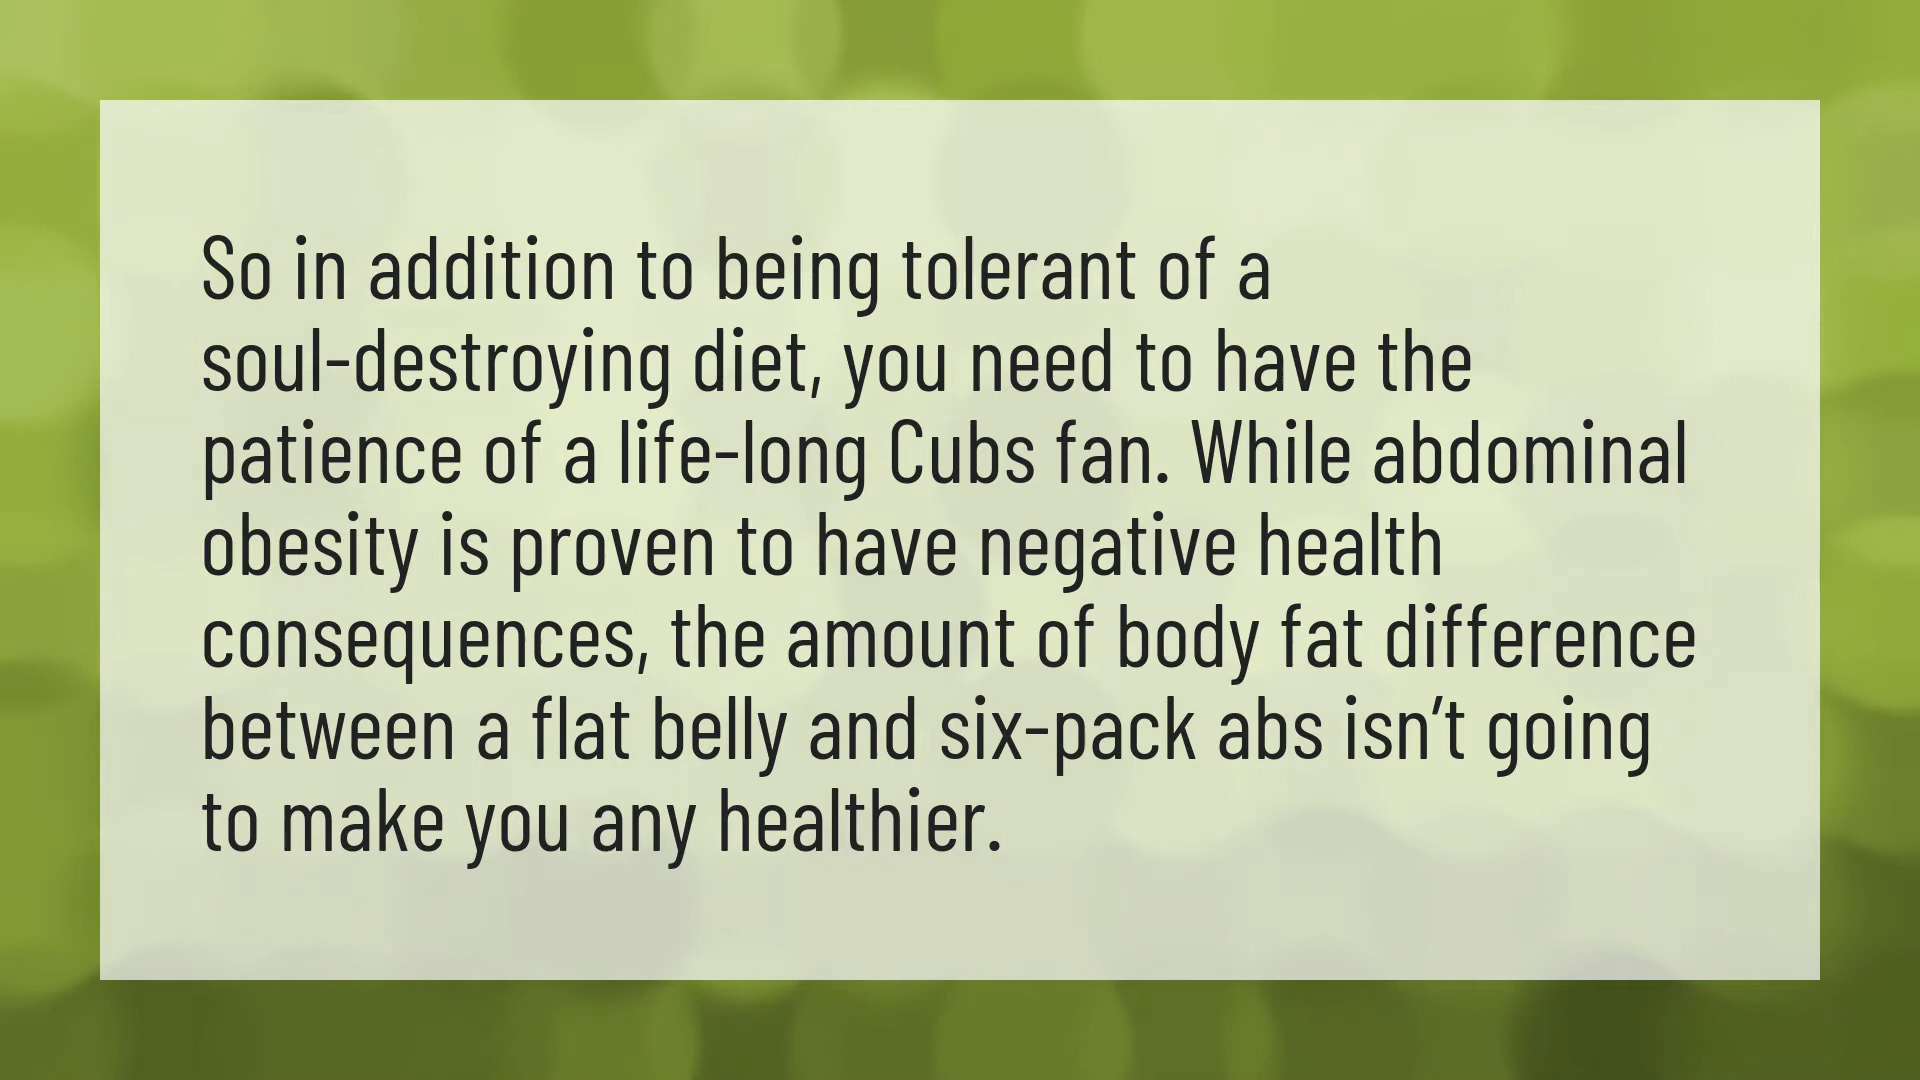 So in addition to being tolerant of a
soul-destroying diet, you need to have the
patience of a life-long Cubs fan. While abdominal
obesity is proven to have negative health
consequences, the amount of body fat difference
between a flat belly and six-pack abs isn’t going
to make you any healthier.